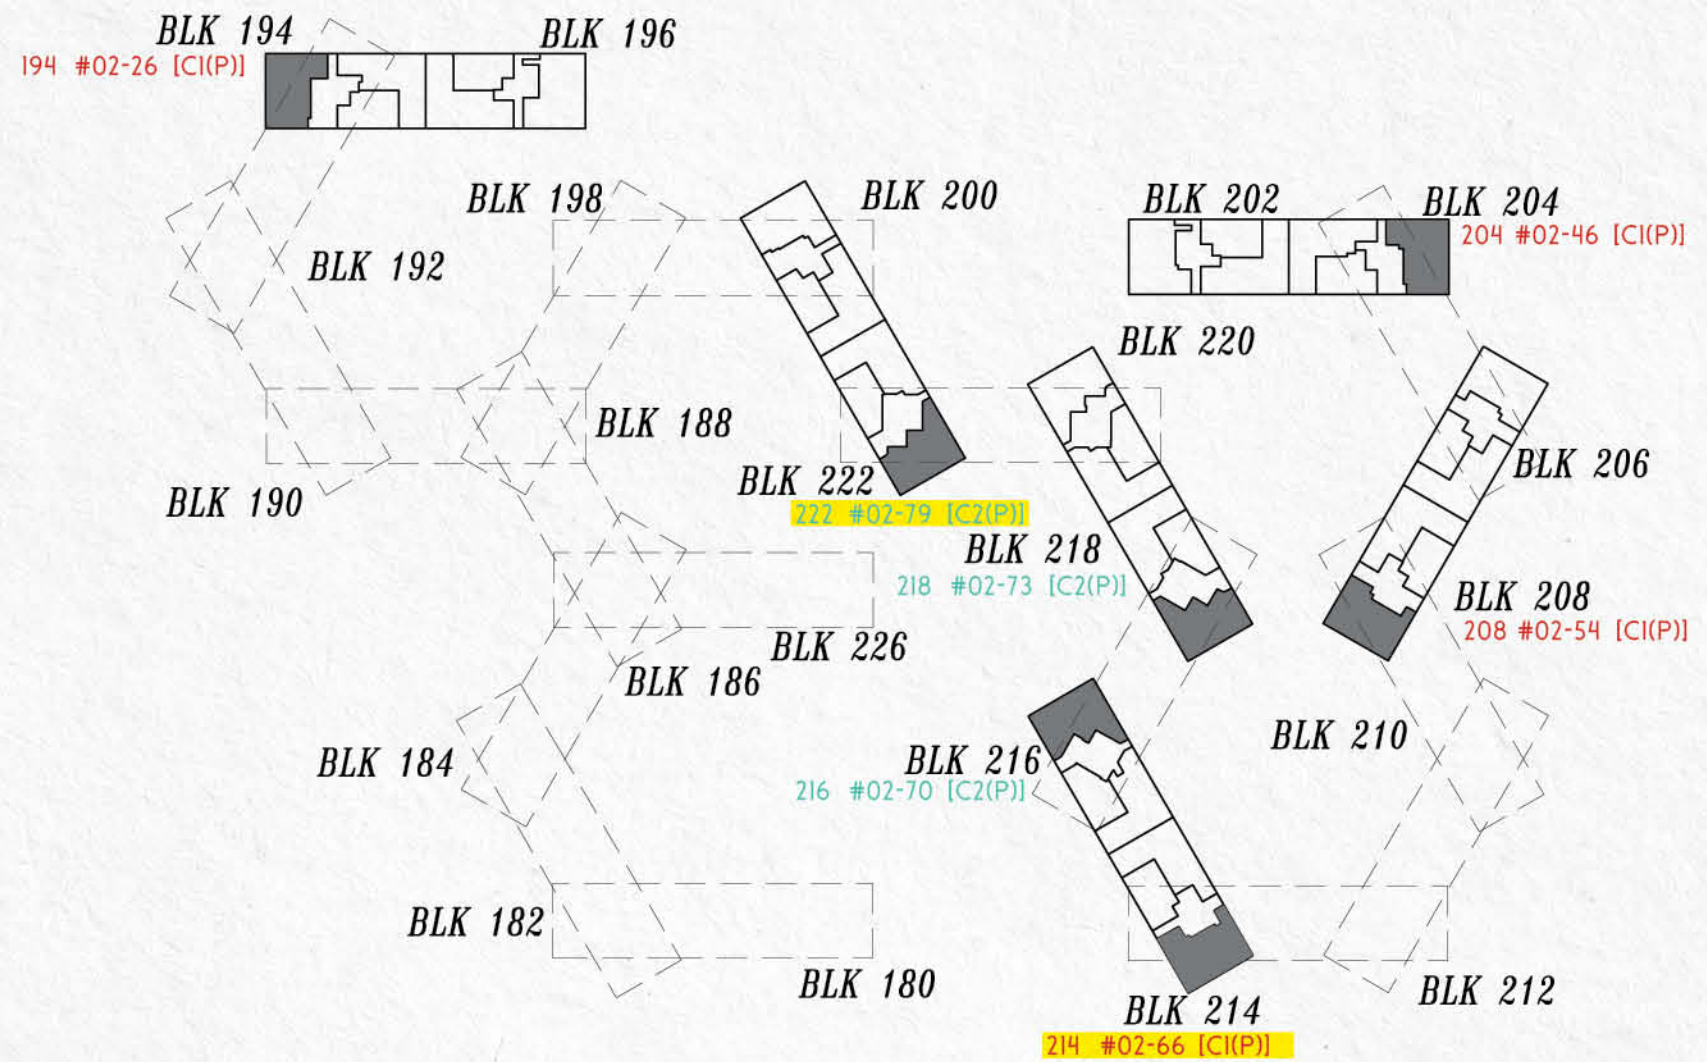 BLK 194
BLK 196
194 #02-26 [C1(P)]
BLK 198
BLK 200
BLK 202
BLK 204
204 #02-46 [C1(P)]
BLK 192
BLK 220
BLK 188
BLK 206
BLK 190
BLK 222
222 #02-79 [C2(P)]
BLK 218
218 #02-73 [C2(P)]
BLK 208
208 #02-54 [C1(P)]
BLK 226
BLK 186
BLK 184
BLK 216
216 #02-70 [C2(P)]
BLK 210
BLK 182
BLK 180
BLK 212
BLK 214
214 #02-66 [C1(P)]